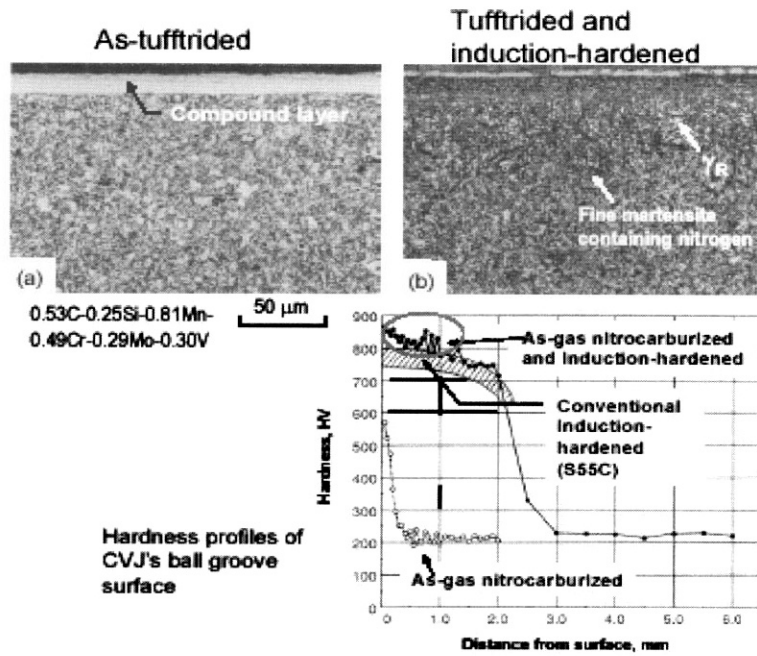 As-tufftrided
Tufftrided and
induction-hardened
Compound layer
γR
Fine martensite
containing nitrogen
(a)
(b)
0.53C-0.25Si-0.81Mn-
0.49Cr-0.29Mo-0.30V
50 μm
Hardness profiles of
CVJ's ball groove
surface
Hardness, HV
900
800
700
600
500
400
300
200
100
0
As-gas nitrocarburized
and induction-hardened
Conventional
induction-
hardened
(S55C)
As-gas nitrocarburized
0 1.0 2.0 3.0 4.0 5.0 6.0
Distance from surface, mm